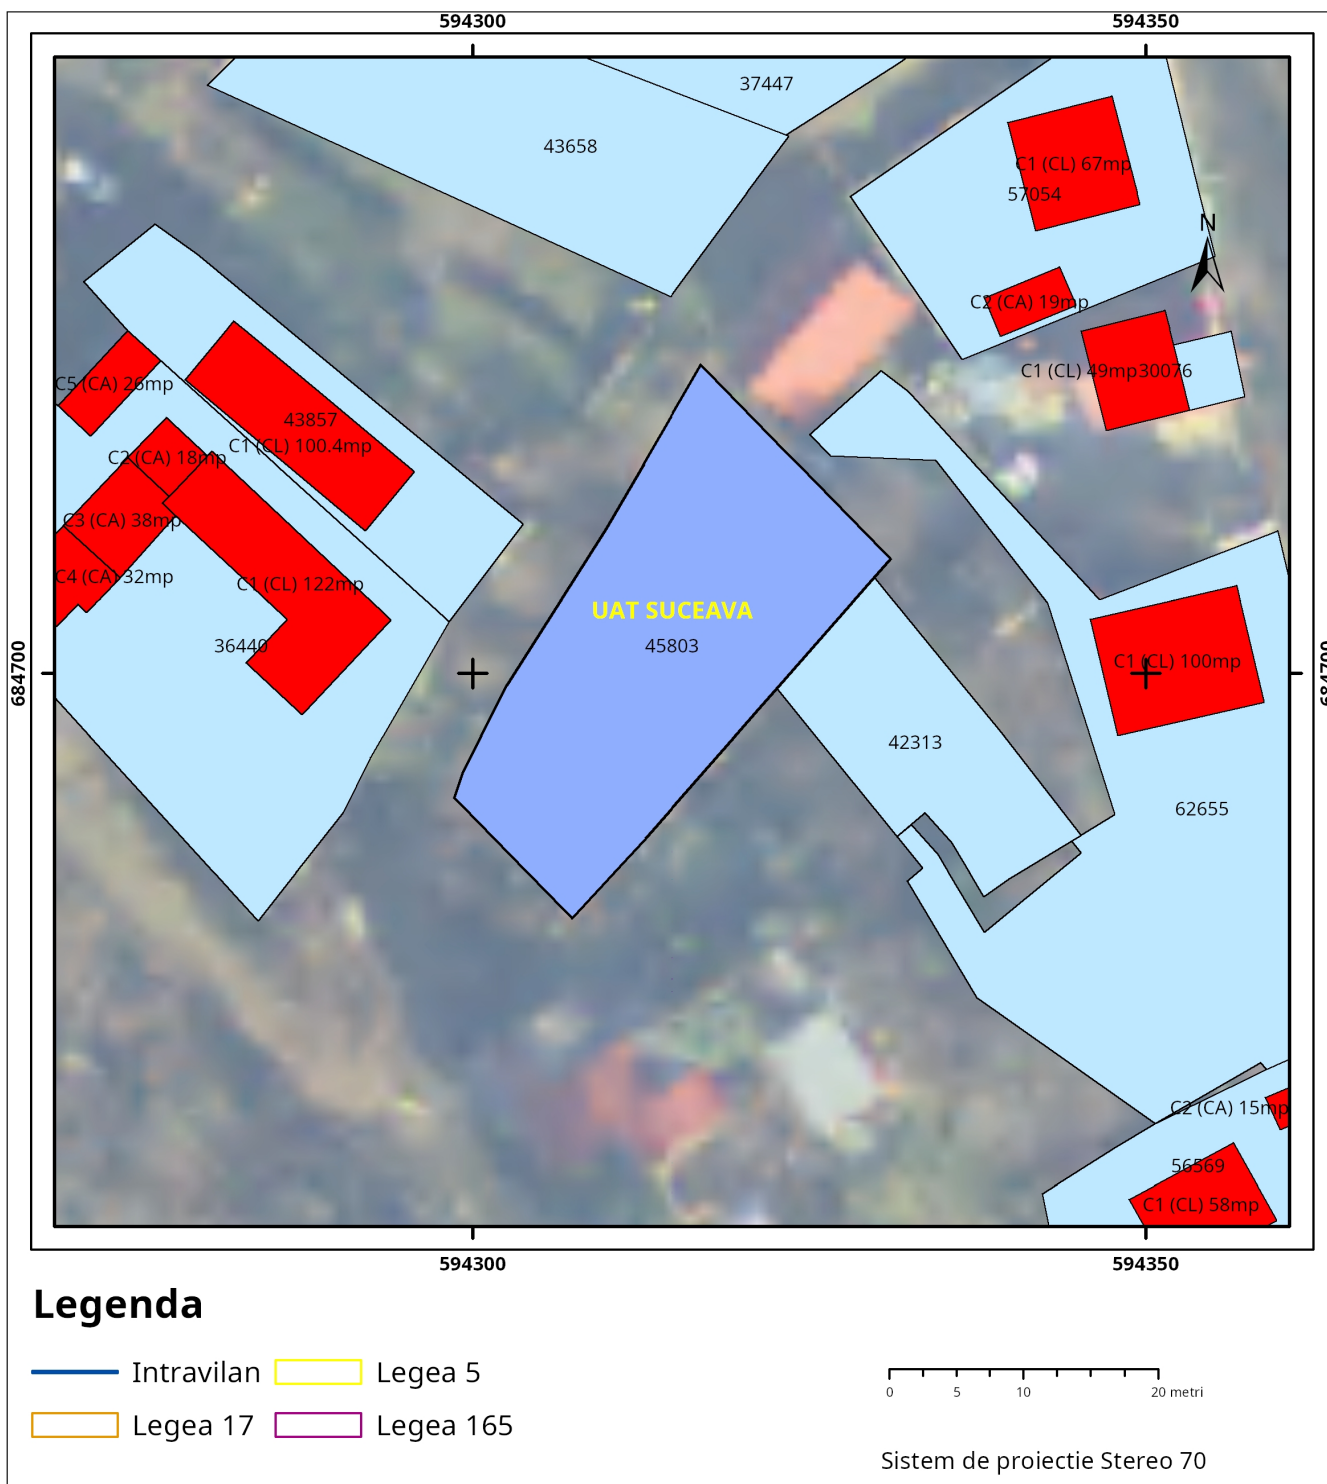 594300
594350
37447
43658
C1 (CL) 67mp
57054
N
C2 (CA) 19mp
C1 (CL) 49mp
30076
C5 (CA) 26mp
43857
C1 (CL) 100.4mp
C2 (CA) 18mp
C3 (CA) 38mp
C4 (CA) 32mp
C1 (CL) 122mp
36440
UAT SUCEAVA
45803
684700
C1 (CL) 100mp
42313
62655
C2 (CA) 15mp
56569
C1 (CL) 58mp
594300
594350
Legenda
Intravilan
Legea 5
Legea 17
Legea 165
0 5 10 20 metri
Sistem de proiectie Stereo 70